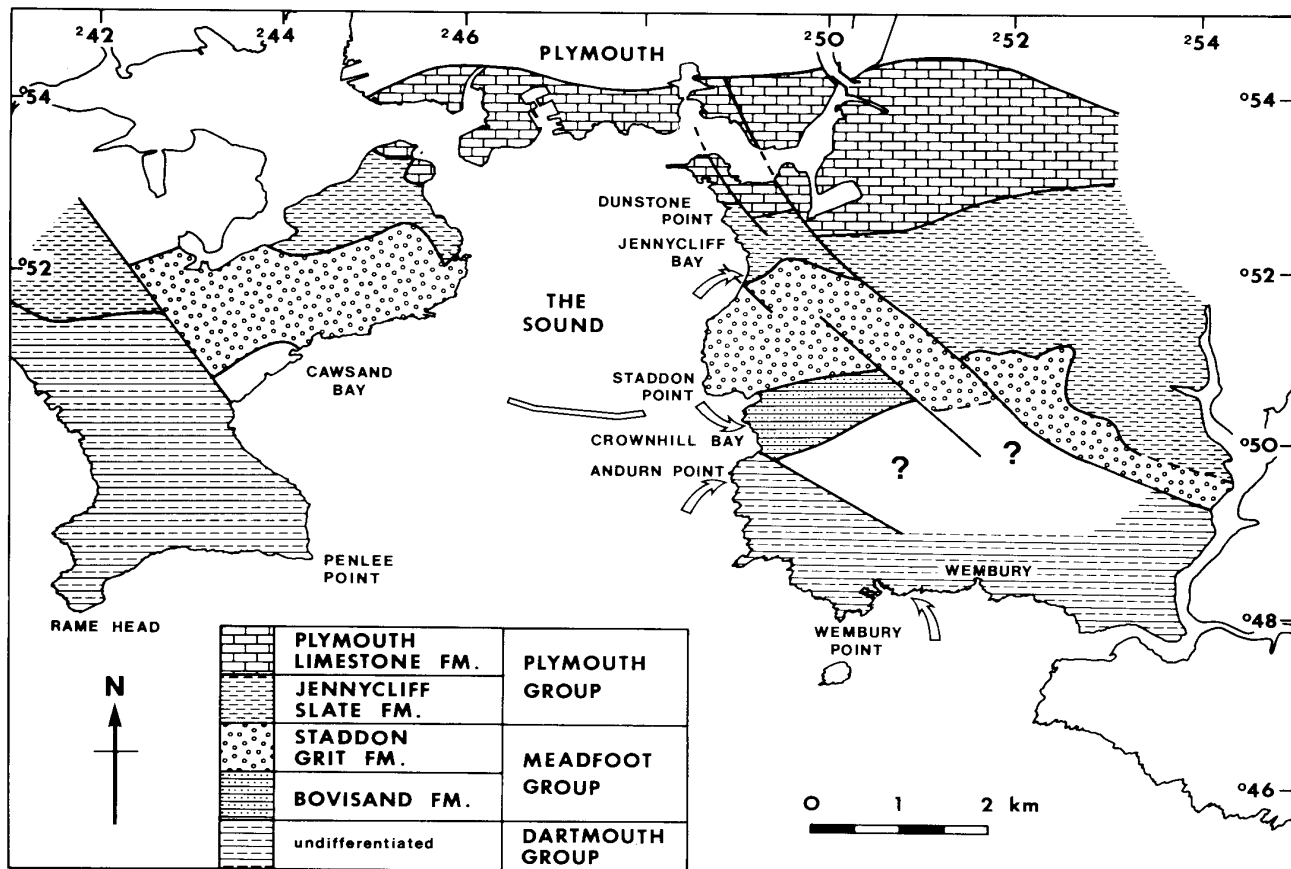 ²42
²44
²46
²50
²52
²54
PLYMOUTH
°54
°54
DUNSTONE
POINT
JENNYCLIFF
BAY
°52
°52
THE
SOUND
CAWSAND
BAY
STADDON
POINT
CROWNHILL BAY
°50
ANDURN POINT
?
?
PENLEE
POINT
WEMBURY
RAME HEAD
WEMBURY
POINT
°48
N
PLYMOUTH
LIMESTONE FM.
PLYMOUTH
GROUP
JENNYCLIFF
SLATE FM.
STADDON
GRIT FM.
MEADFOOT
GROUP
BOVISAND FM.
undifferentiated
DARTMOUTH
GROUP
°46
0 1 2 km